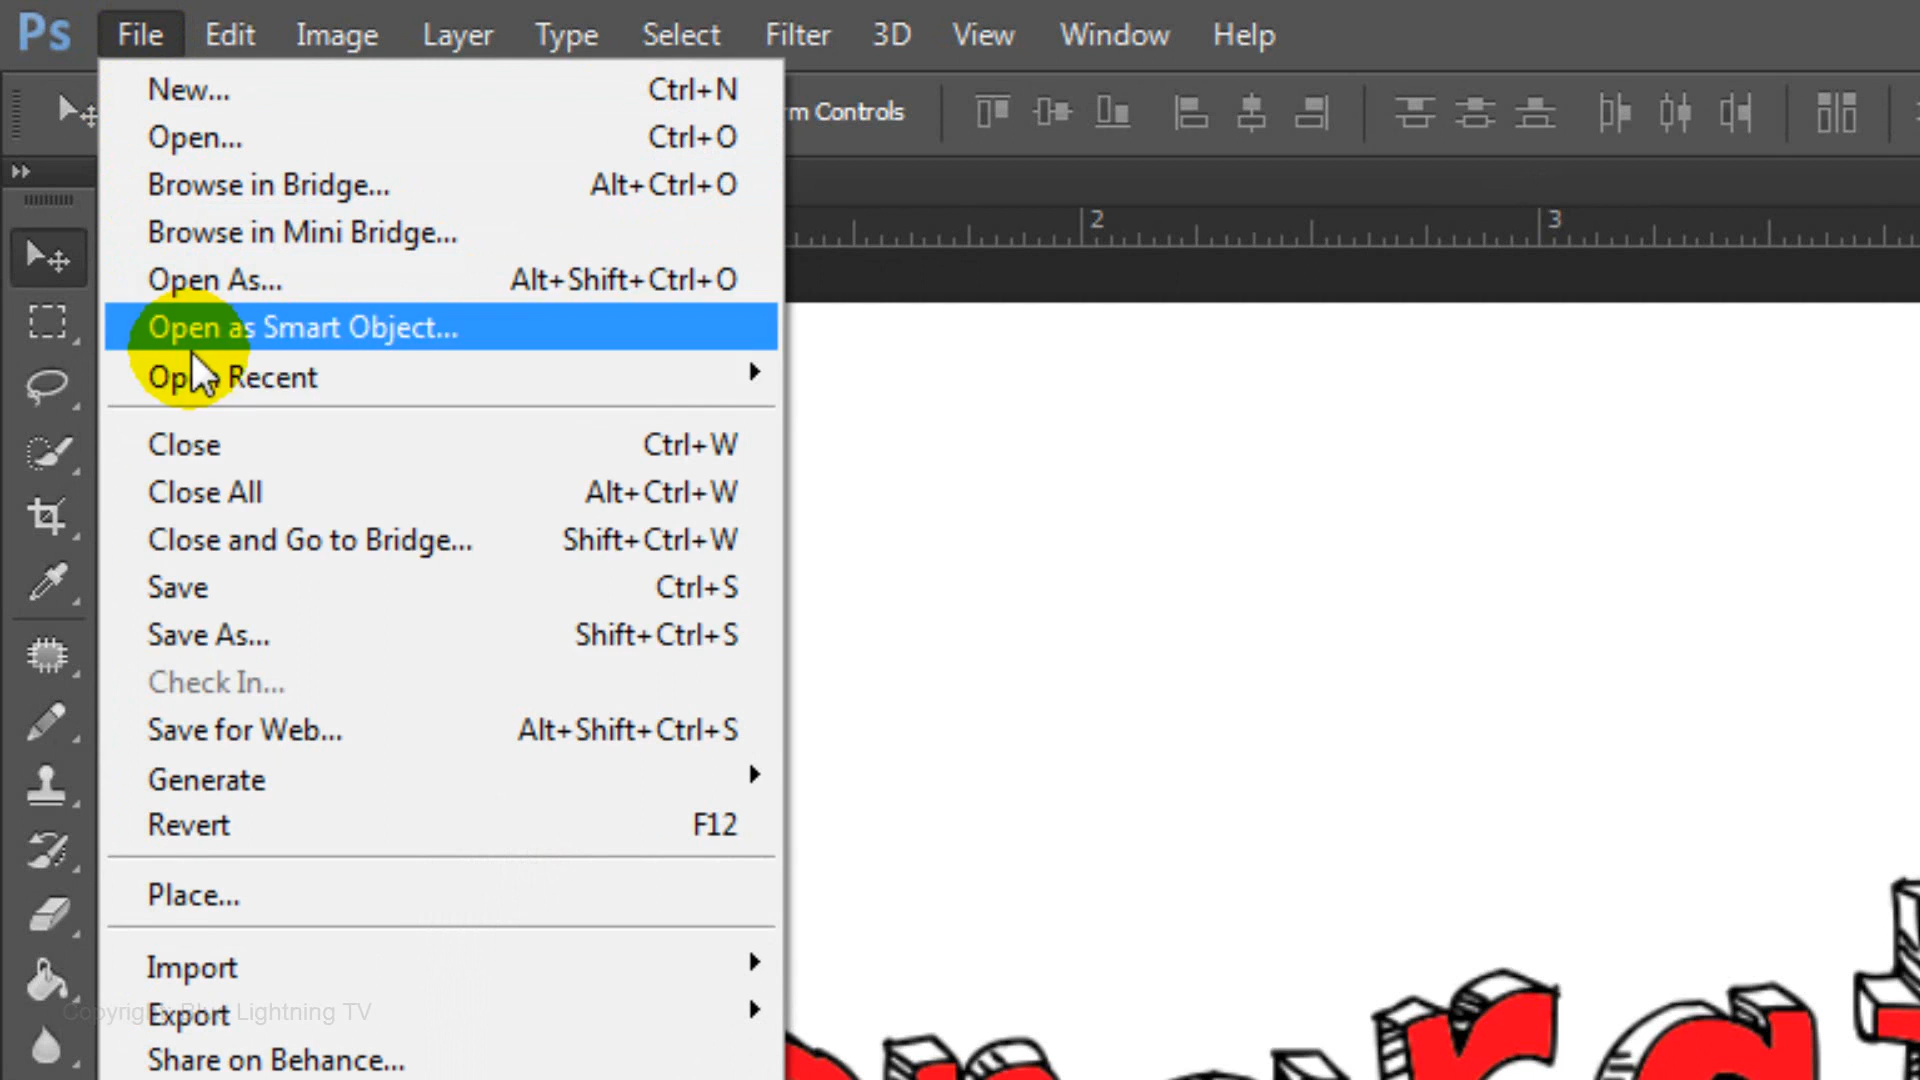 Ps File Edit Image Layer Type Select Filter 3D View Window Help
New... Ctrl+N
m Controls
Open... Ctrl+O
Browse in Bridge... Alt+Ctrl+O
Browse in Mini Bridge...
2 3
Open As... Alt+Shift+Ctrl+O
Open as Smart Object...
Open Recent
Close Ctrl+W
Close All Alt+Ctrl+W
Close and Go to Bridge... Shift+Ctrl+W
Save Ctrl+S
Save As... Shift+Ctrl+S
Check In...
Save for Web... Alt+Shift+Ctrl+S
Generate
Revert F12
Place...
Import
Export
Copyright: Blue Lightning TV
Share on Behance...